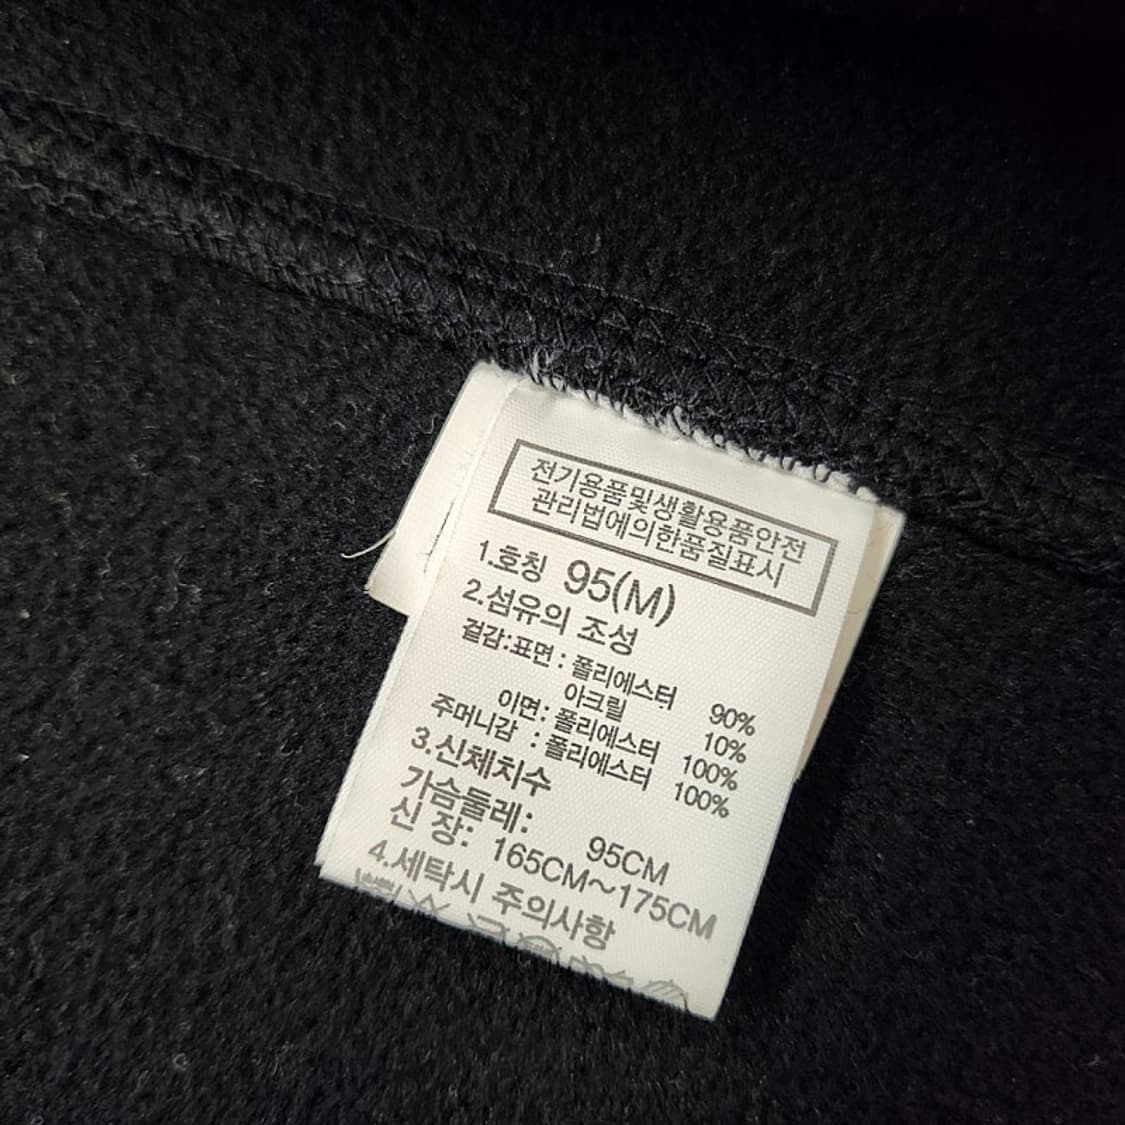 전기용품및생활용품안전
관리법에의한품질표시
1.호칭 95(M)
2.섬유의 조성
겉감:표면 : 폴리에스터 90%
아크릴 10%
이면: 폴리에스터 100%
주머니감 : 폴리에스터 100%
3.신체치수
가슴둘레: 95CM
신 장: 165CM~175CM
4.세탁시 주의사항